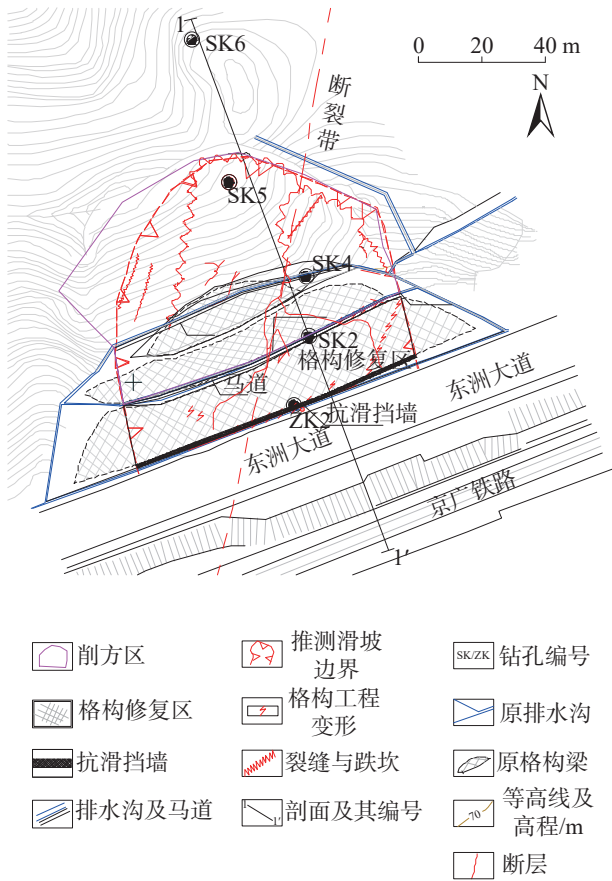 1
SK6
0 20 40 m
N
断裂带
SK5
SK4
SK2
格构修复区
马道
ZK2
抗滑挡墙
东洲大道
东洲大道
京广铁路
1′
削方区
推测滑坡
边界
SK/ZK
钻孔编号
格构修复区
格构工程
变形
原排水沟
抗滑挡墙
裂缝与跌坎
原格构梁
排水沟及马道
1
1′
剖面及其编号
70
等高线及
高程/m
断层